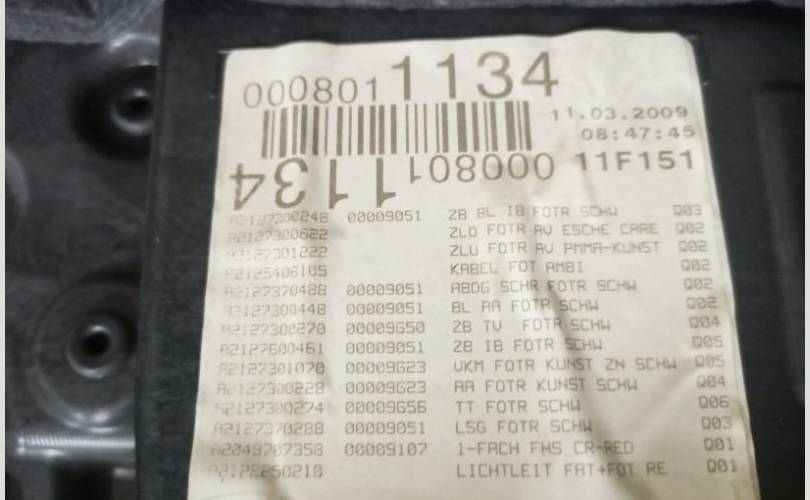 0008011134
11.03.2009
08:47:45
0008011134
11F151
A2127300248 00009051 ZB BL IB FOTR SCHW Q03
A2127300622 ZLO FOTR AV ESCHE CARE Q02
A2127301222 ZLU FOTR AV PMMA-KUNST Q02
A2125406105 KABEL FOT AMBI Q02
A2127370488 00009051 ABDG SCHR FOTR SCHW Q02
A2127300448 00009051 BL AA FOTR SCHW Q02
A2127300270 00009G50 ZB TV FOTR SCHW Q04
A2127600461 00009051 ZB IB FOTR SCHW Q05
A2127301070 00009G23 VKM FOTR KUNST ZN SCHW Q05
A2127300228 00009G23 AA FOTR KUNST SCHW Q04
A2127300274 00009G56 TT FOTR SCHW Q06
A2127370288 00009051 LSG FOTR SCHW Q03
A2048707358 00009107 1-FACH FHS CR-RED Q01
LICHTLEIT FAT+FOT RE Q01